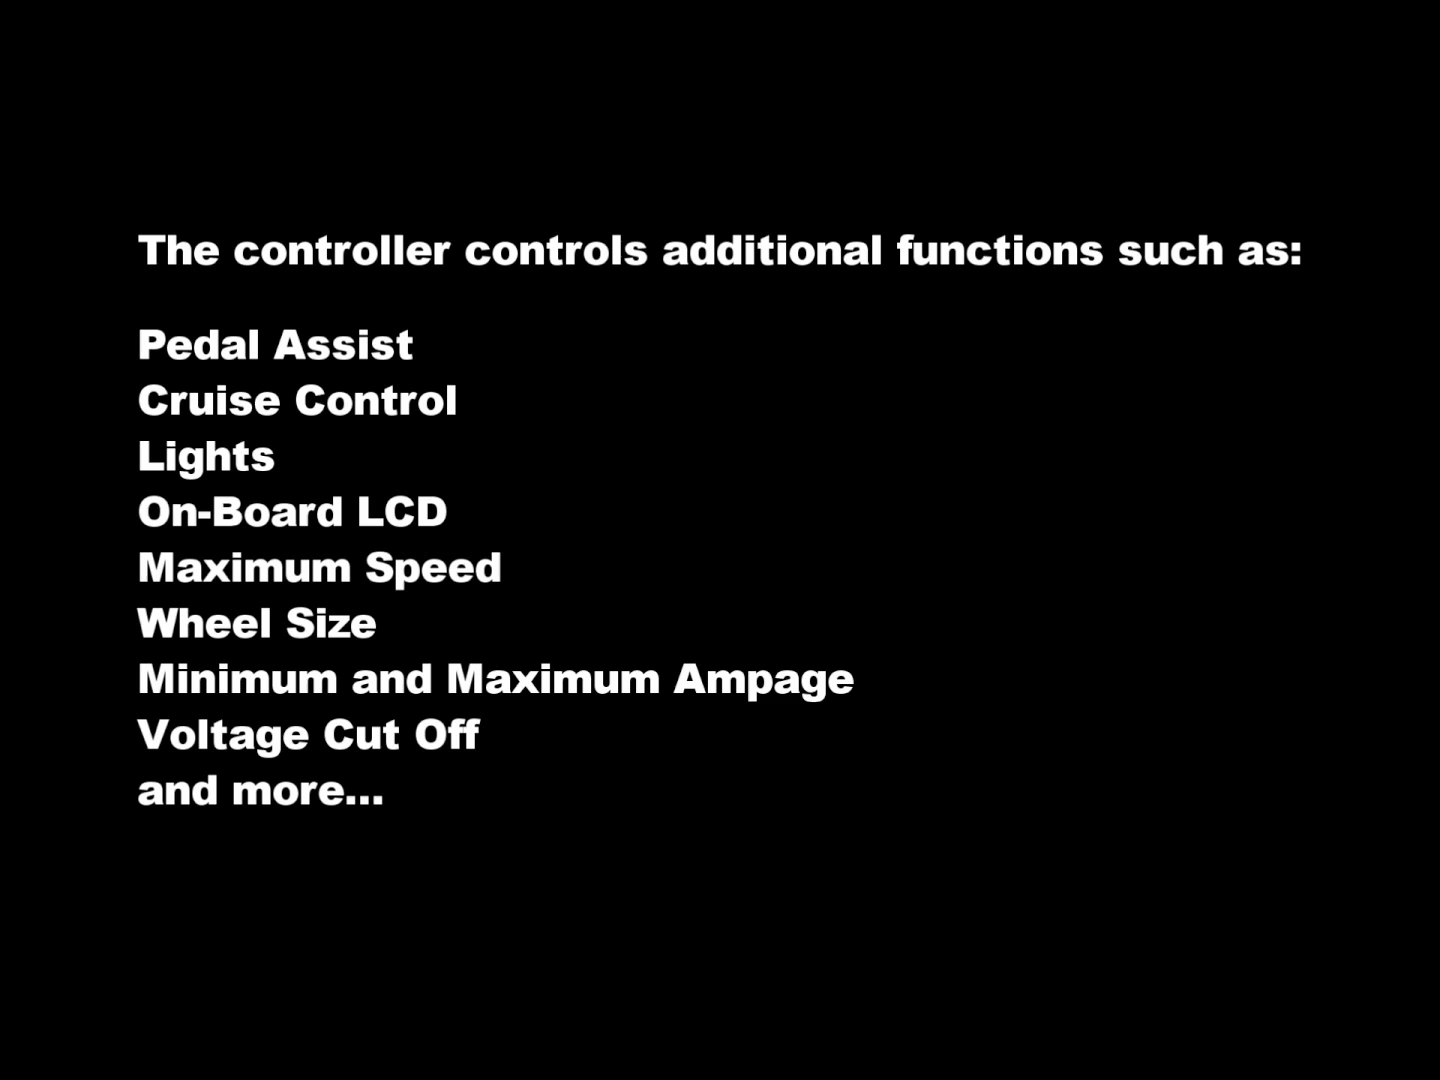 The controller controls additional functions such as:
Pedal Assist
Cruise Control
Lights
On-Board LCD
Maximum Speed
Wheel Size
Minimum and Maximum Ampage
Voltage Cut Off
and more...